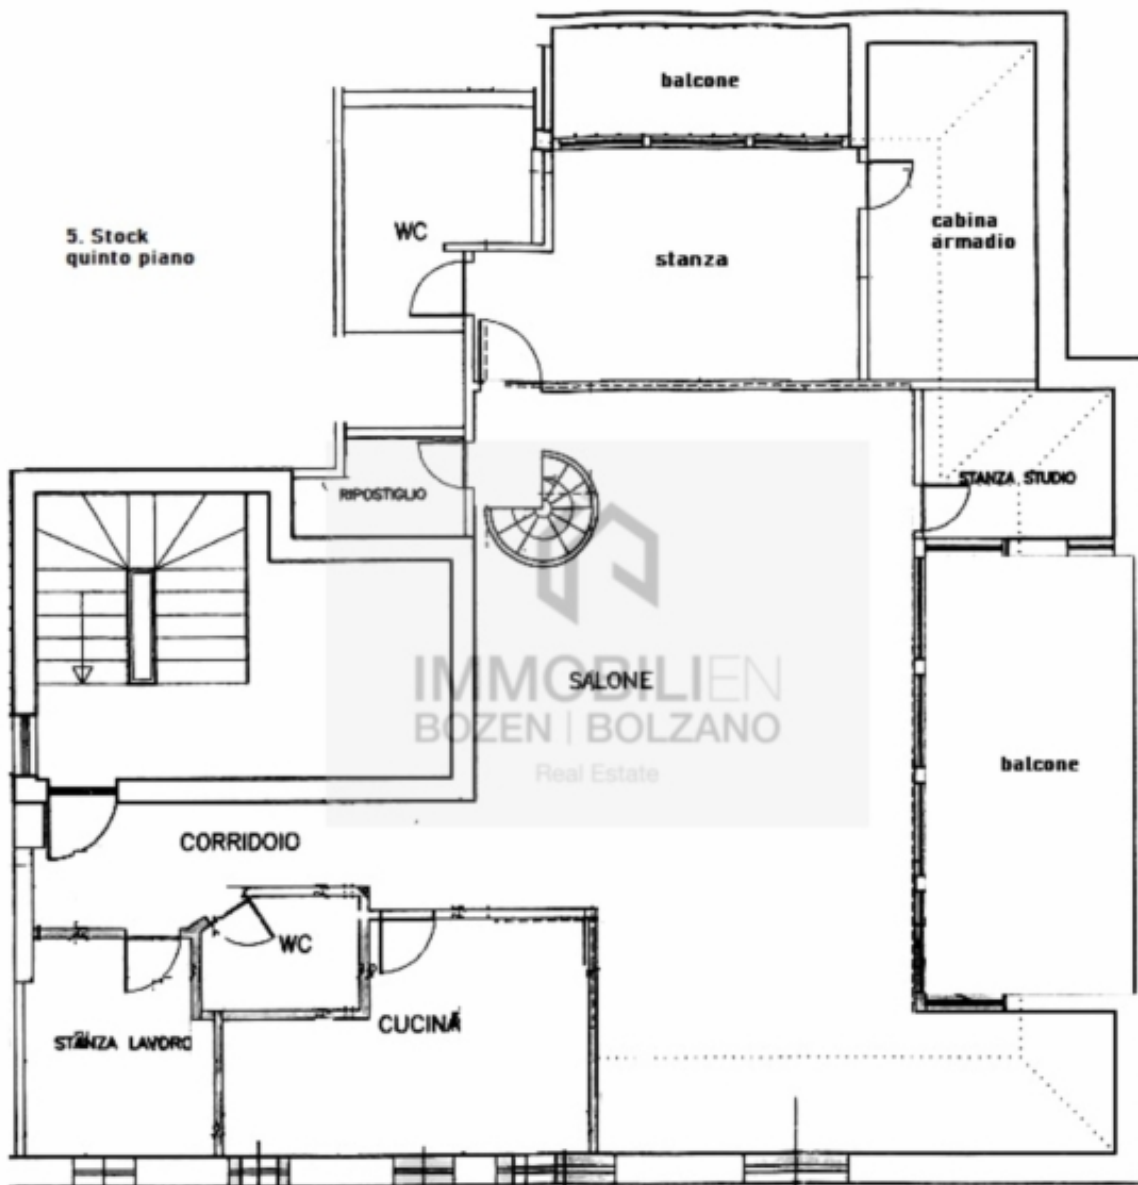 balcone
5. Stock
quinto piano
WC
stanza
cabina
armadio
RIPOSTIGLIO
STANZA STUDIO
SALONE
IMMOBILIEN
BOZEN | BOLZANO
Real Estate
balcone
CORRIDOIO
WC
CUCINA
STANZA LAVORO